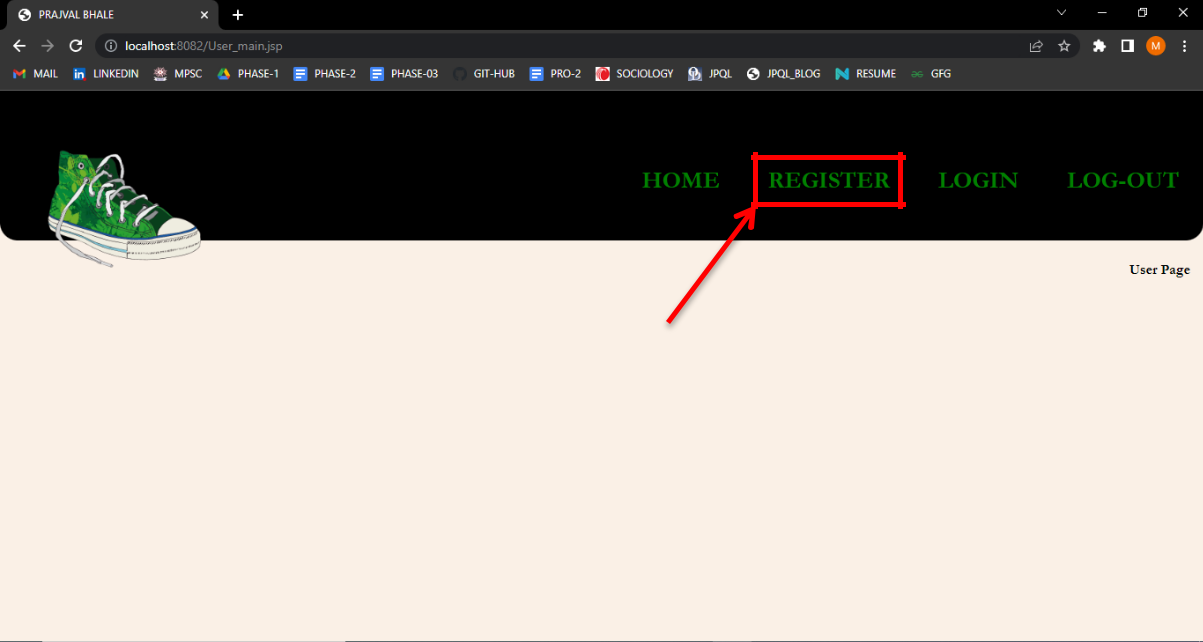 PRAJVAL BHALE
localhost:8082/User_main.jsp
M
MAIL LINKEDIN MPSC PHASE-1 PHASE-2 PHASE-03 GIT-HUB PRO-2 SOCIOLOGY JPQL JPQL_BLOG RESUME GFG
HOME REGISTER LOGIN LOG-OUT
User Page